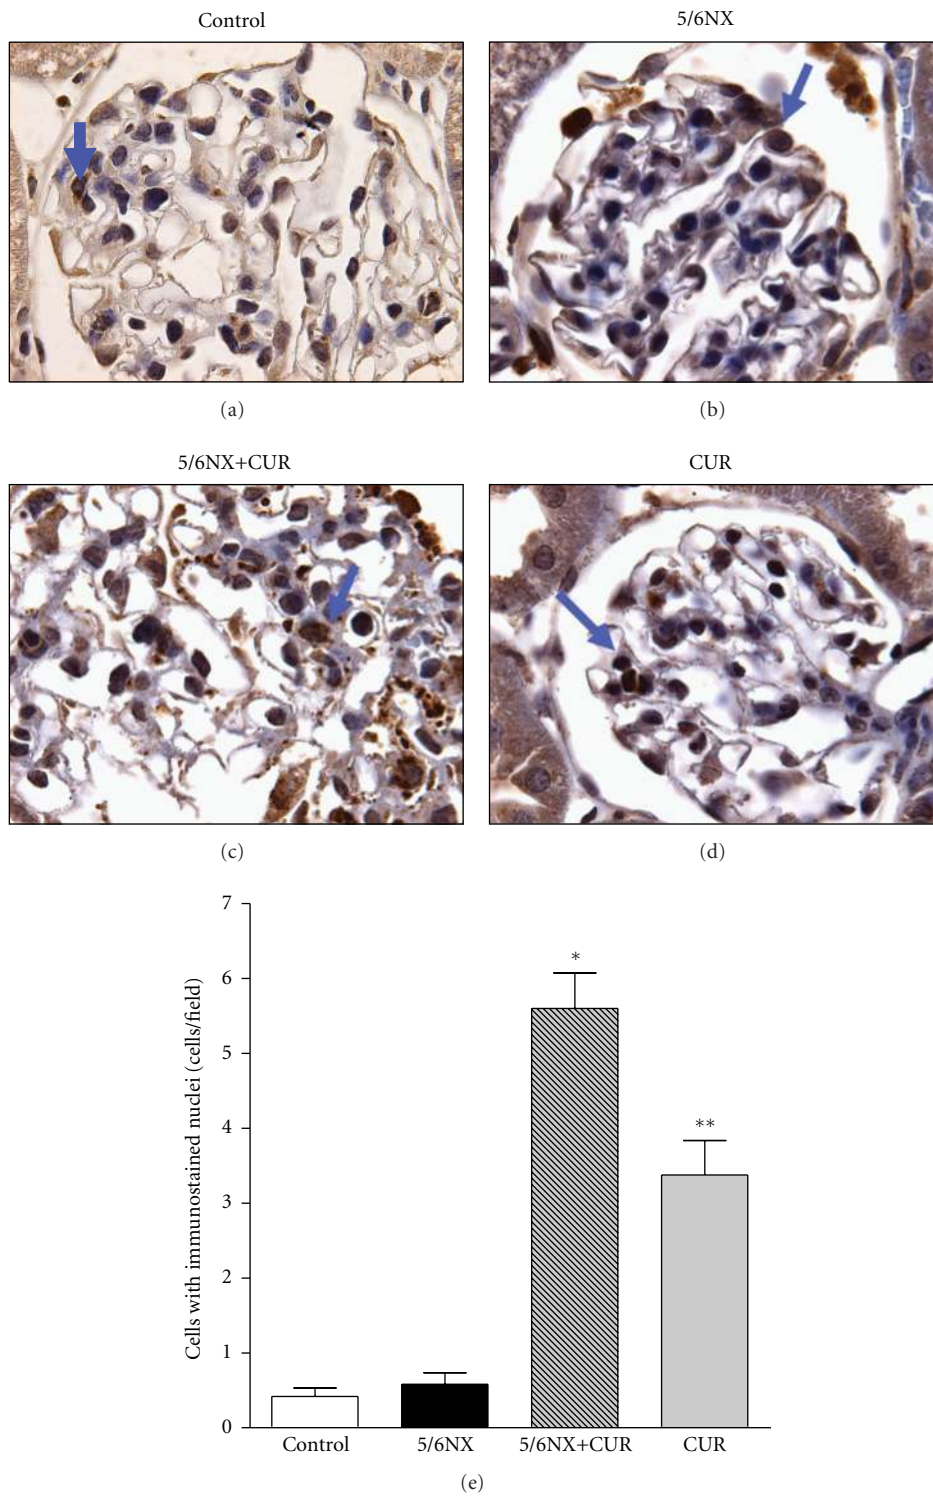 Control
5/6NX
(a)
(b)
5/6NX+CUR
CUR
(c)
(d)
Cells with immunostained nuclei (cells/field)
7
6
5
4
3
2
1
0
*
**
Control
5/6NX
5/6NX+CUR
CUR
(e)